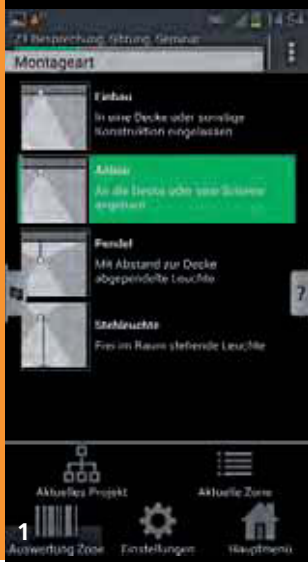 14:54
23 Besprechung, Sitzung, Seminar
Montageart
Einbau
In eine Decke oder sonstige
Konstruktion eingelassen
Anbau
An die Decke oder
angebaut
Pendel
Mit Abstand zur Decke
abgependelte Leuchte
?
Stehleuchte
Frei im Raum stehende Leuchte
Aktuelles Projekt
Aktuelle Zone
1
Auswertung Zone
Einstellungen
Hauptmenü